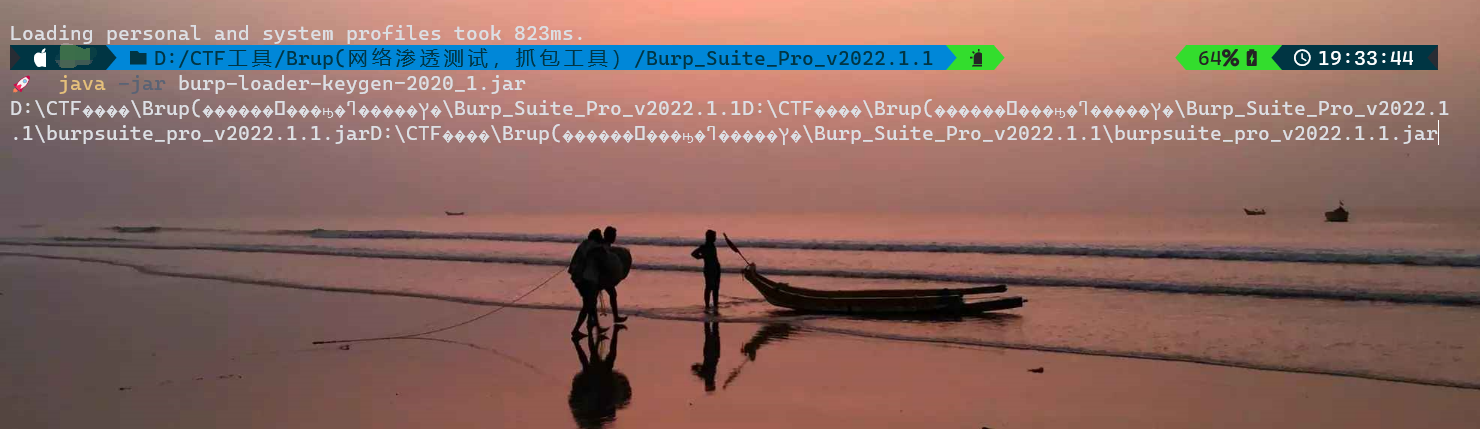 Loading personal and system profiles took 823ms.
D:/CTF工具/Brup(网络渗透测试, 抓包工具) /Burp_Suite_Pro_v2022.1.1 64% 19:33:44
java -jar burp-loader-keygen-2020_1.jar
D:\CTF����\Brup(������\Burp_Suite_Pro_v2022.1.1D:\CTF����\Brup(������\Burp_Suite_Pro_v2022.1
.1\burpsuite_pro_v2022.1.1.jarD:\CTF����\Brup(������\Burp_Suite_Pro_v2022.1.1\burpsuite_pro_v2022.1.1.jar